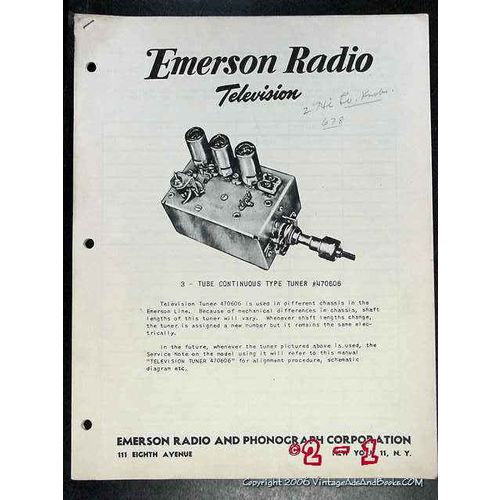 Emerson Radio
Television
678
3 - TUBE CONTINUOUS TYPE TUNER #470606
Television Tuner 470606 is used in different chassis in the
Emerson Line. Because of mechanical differences in chassis, shaft
lengths of this tuner will vary. Whenever shaft lengths change,
the tuner is assigned a new number but it remains the same elec-
trically.
In the future, whenever the tuner pictured above is used, the
Service Note on the model using it will refer to this manual
"TELEVISION TUNER 470606" for alignment procedure, schematic
diagram etc.
EMERSON RADIO AND PHONOGRAPH CORPORATION
111 EIGHTH AVENUE
NEW YORK 11, N. Y.
2-1
Copyright 2006 VintageAdsAndBooks.com